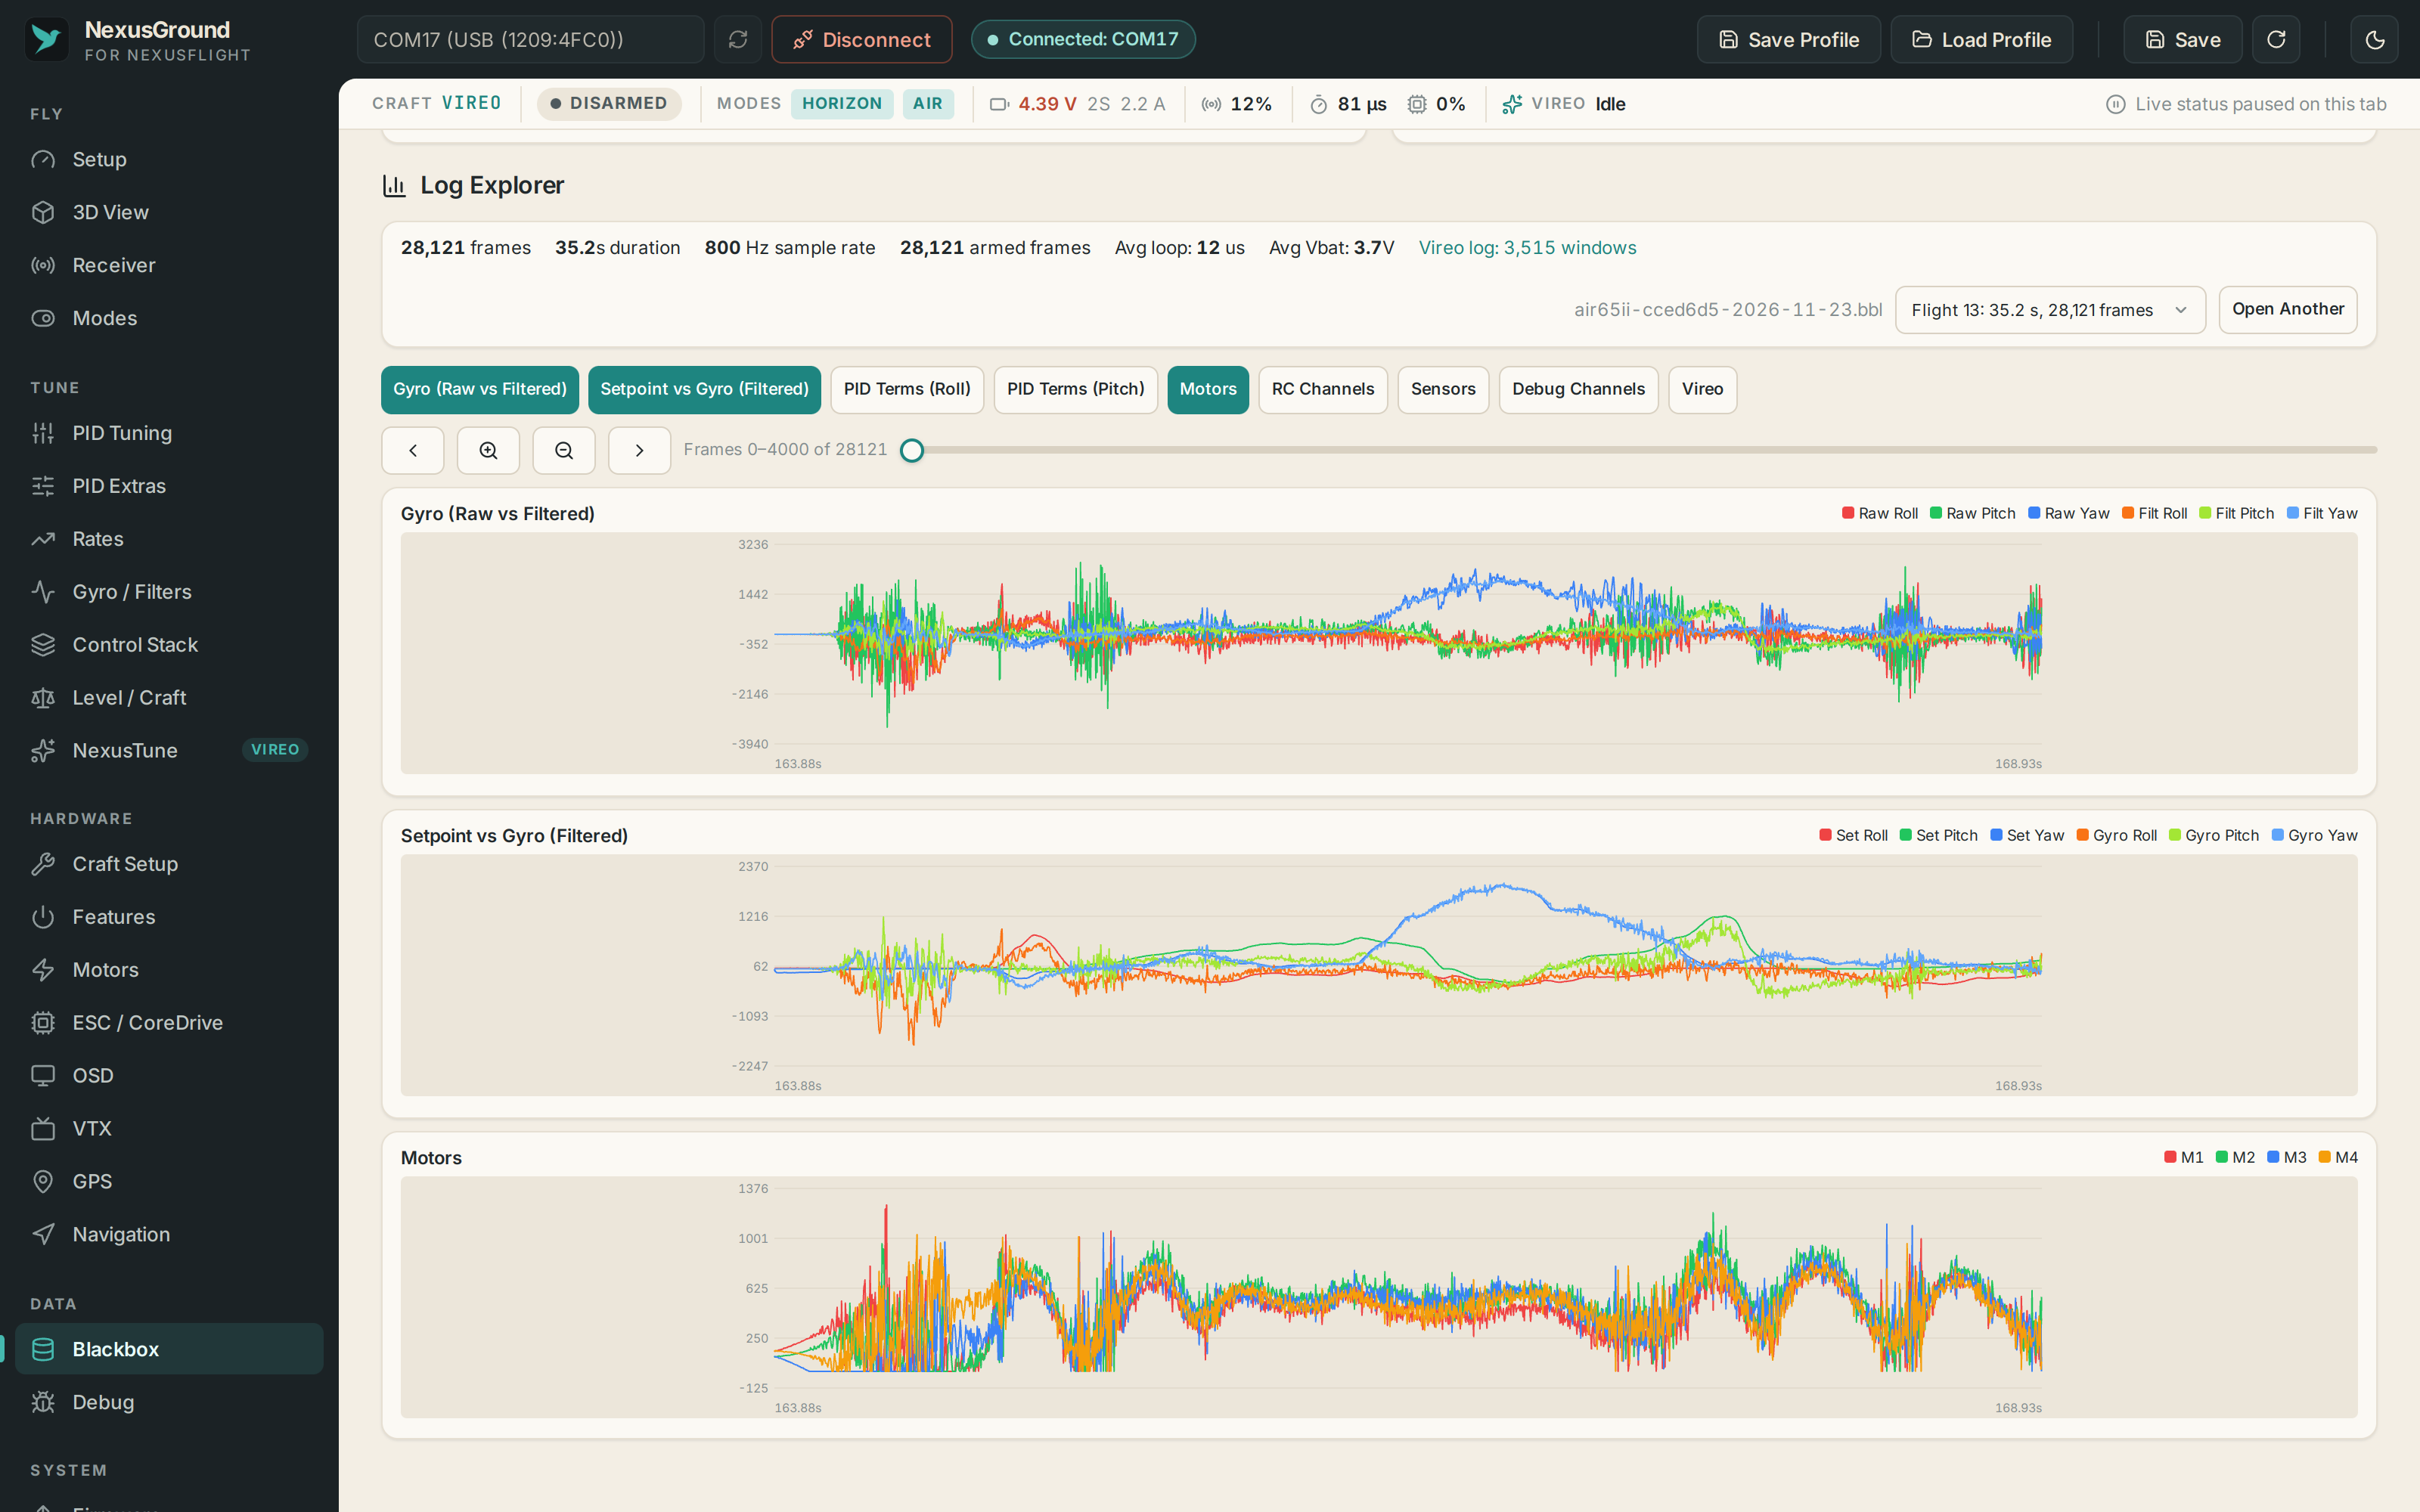 NexusGround
FOR NEXUSFLIGHT
COM17 (USB (1209:4FC0))
Disconnect
Connected: COM17
Save Profile
Load Profile
Save
CRAFT VIREO
DISARMED
MODES HORIZON AIR
4.39 V 2S 2.2 A
12%
81 µs
0%
VIREO Idle
Live status paused on this tab
FLY
Setup
3D View
Receiver
Modes
TUNE
PID Tuning
PID Extras
Rates
Gyro / Filters
Control Stack
Level / Craft
NexusTune VIREO
HARDWARE
Craft Setup
Features
Motors
ESC / CoreDrive
OSD
VTX
GPS
Navigation
DATA
Blackbox
Debug
SYSTEM
Log Explorer
28,121 frames 35.2s duration 800 Hz sample rate 28,121 armed frames Avg loop: 12 us Avg Vbat: 3.7V Vireo log: 3,515 windows
air65ii-cced6d5-2026-11-23.bbl
Flight 13: 35.2 s, 28,121 frames
Open Another
Gyro (Raw vs Filtered)
Setpoint vs Gyro (Filtered)
PID Terms (Roll)
PID Terms (Pitch)
Motors
RC Channels
Sensors
Debug Channels
Vireo
Frames 0–4000 of 28121
Gyro (Raw vs Filtered)
Raw Roll Raw Pitch Raw Yaw Filt Roll Filt Pitch Filt Yaw
3236
1442
-352
-2146
-3940
163.88s 168.93s
Setpoint vs Gyro (Filtered)
Set Roll Set Pitch Set Yaw Gyro Roll Gyro Pitch Gyro Yaw
2370
1216
62
-1093
-2247
163.88s 168.93s
Motors
M1 M2 M3 M4
1376
1001
625
250
-125
163.88s 168.93s